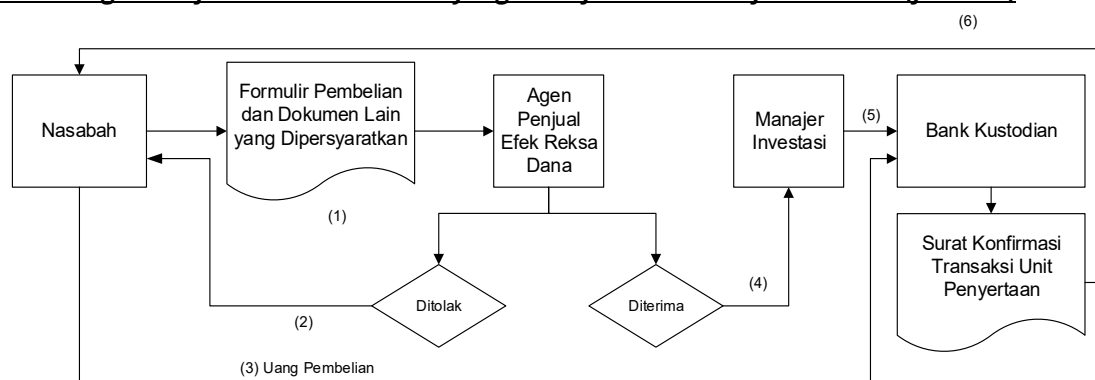 (6)
Nasabah
Formulir Pembelian
dan Dokumen Lain
yang Dipersyaratkan
Agen
Penjual
Efek Reksa
Dana
Manajer
Investasi
(5)
Bank Kustodian
(1)
Surat Konfirmasi
Transaksi Unit
Penyertaan
Ditolak
Diterima
(4)
(2)
(3) Uang Pembelian